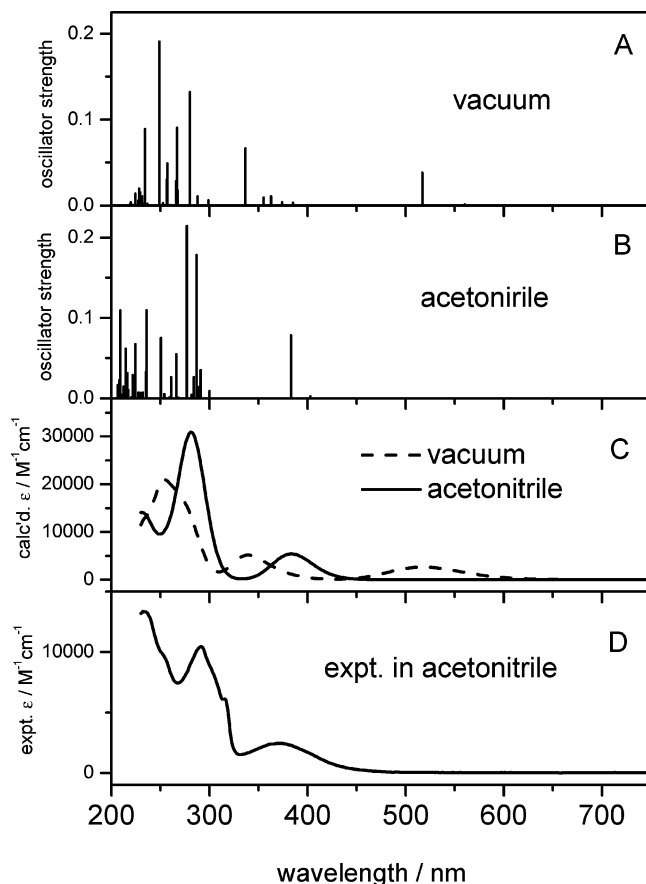 A
0.2
0.1
0.0
oscillator strength
vacuum
B
0.2
0.1
0.0
oscillator strength
acetonirile
C
30000
20000
10000
0
calc'd. ε / M⁻¹cm⁻¹
vacuum
acetonitrile
D
10000
0
expt. ε / M⁻¹cm⁻¹
expt. in acetonitrile
200 300 400 500 600 700
wavelength / nm